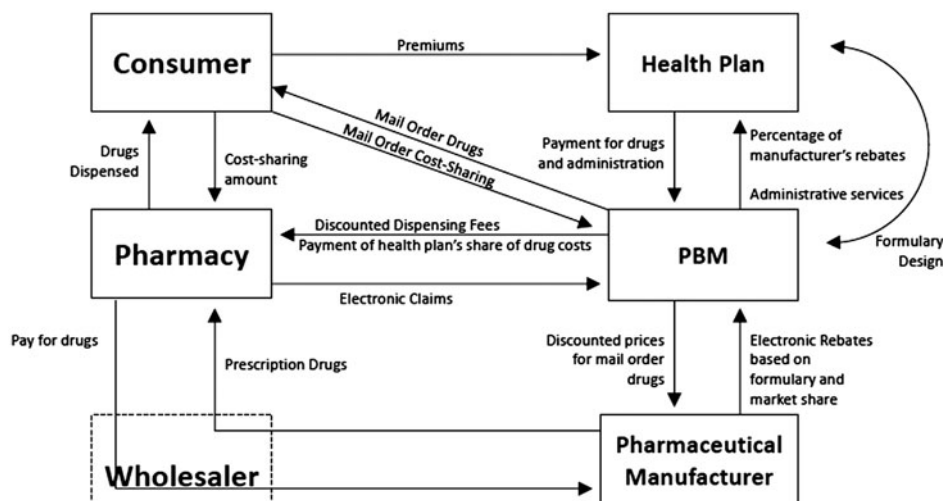 Consumer
Premiums
Health Plan
Mail Order Drugs
Mail Order Cost-Sharing
Drugs
Dispensed
Cost-sharing
amount
Payment for drugs
and administration
Percentage of
manufacturer's rebates
Administrative services
Pharmacy
Discounted Dispensing Fees
Payment of health plan's share of drug costs
PBM
Formulary
Design
Electronic Claims
Pay for drugs
Prescription Drugs
Discounted prices
for mail order
drugs
Electronic Rebates
based on
formulary and
market share
Wholesaler
Pharmaceutical
Manufacturer